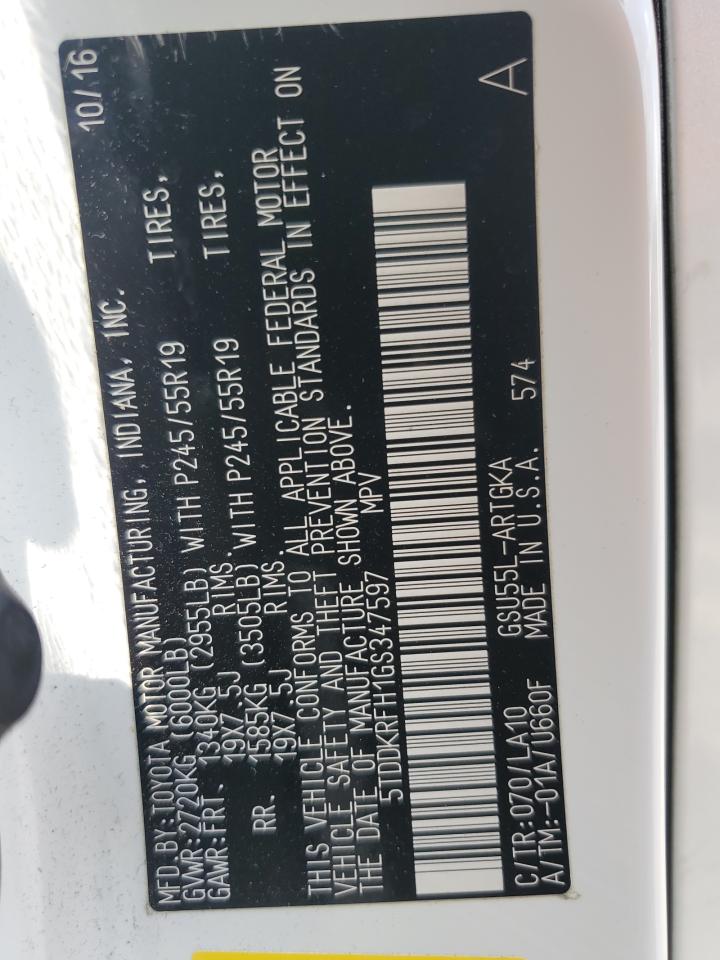 MFD.BY:TOYOTA MOTOR MANUFACTURING, INDIANA, INC. 10/16
GVWR:2720KG (6000LB)
GAWR:FRT. 1340KG (2955LB) WITH P245/55R19 TIRES,
19X7.5J RIMS.
RR. 1585KG (3505LB) WITH P245/55R19 TIRES,
19X7.5J RIMS.
THIS VEHICLE CONFORMS TO ALL APPLICABLE FEDERAL MOTOR
VEHICLE SAFETY AND THEFT PREVENTION STANDARDS IN EFFECT ON
THE DATE OF MANUFACTURE SHOWN ABOVE.
5TDDKRFH1GS347597 MPV
C/TR:070/LA10 GSU55L-ARTGKA
A/TM:-01A/U660F MADE IN U.S.A. 574
A